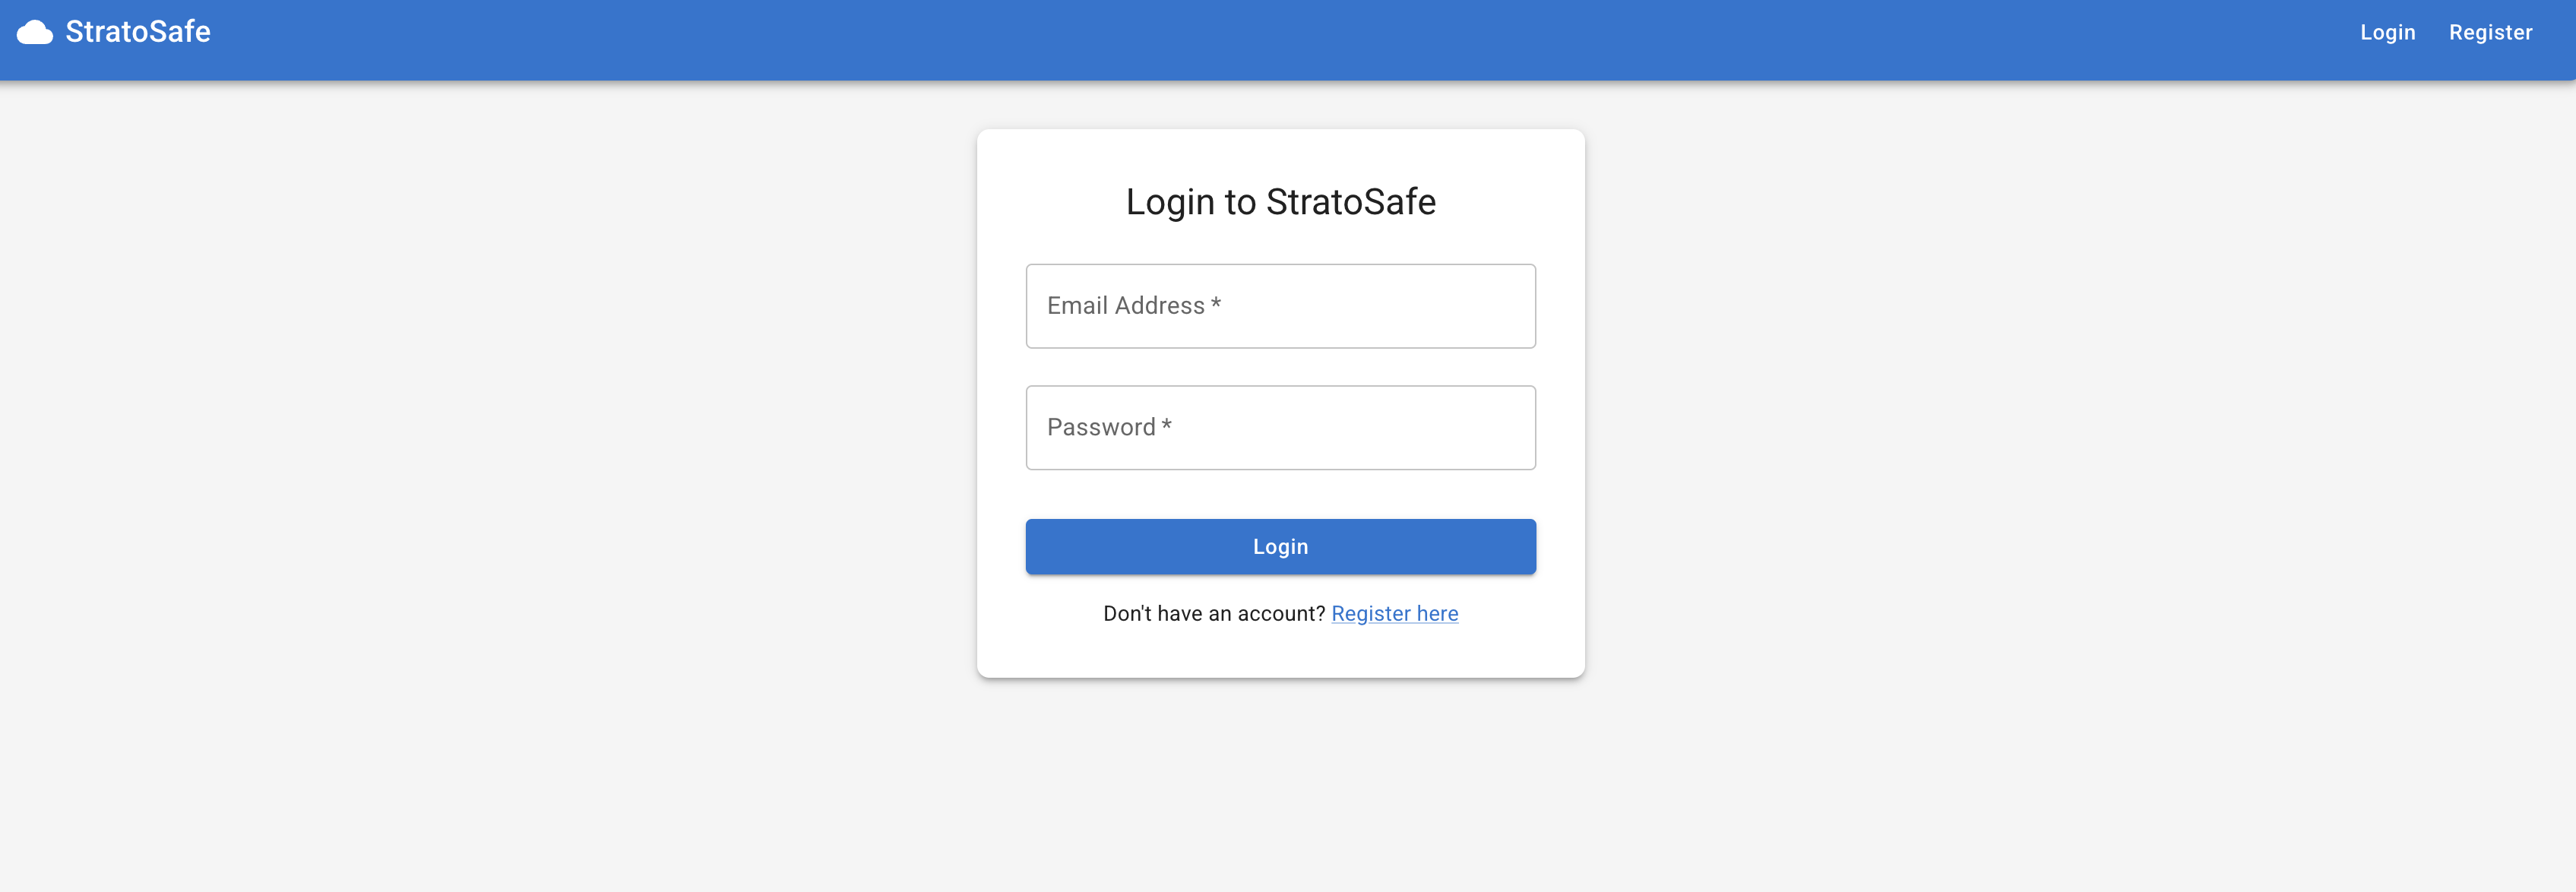 StratoSafe
Login
Register
Login to StratoSafe
Email Address *
Password *
Login
Don't have an account? Register here